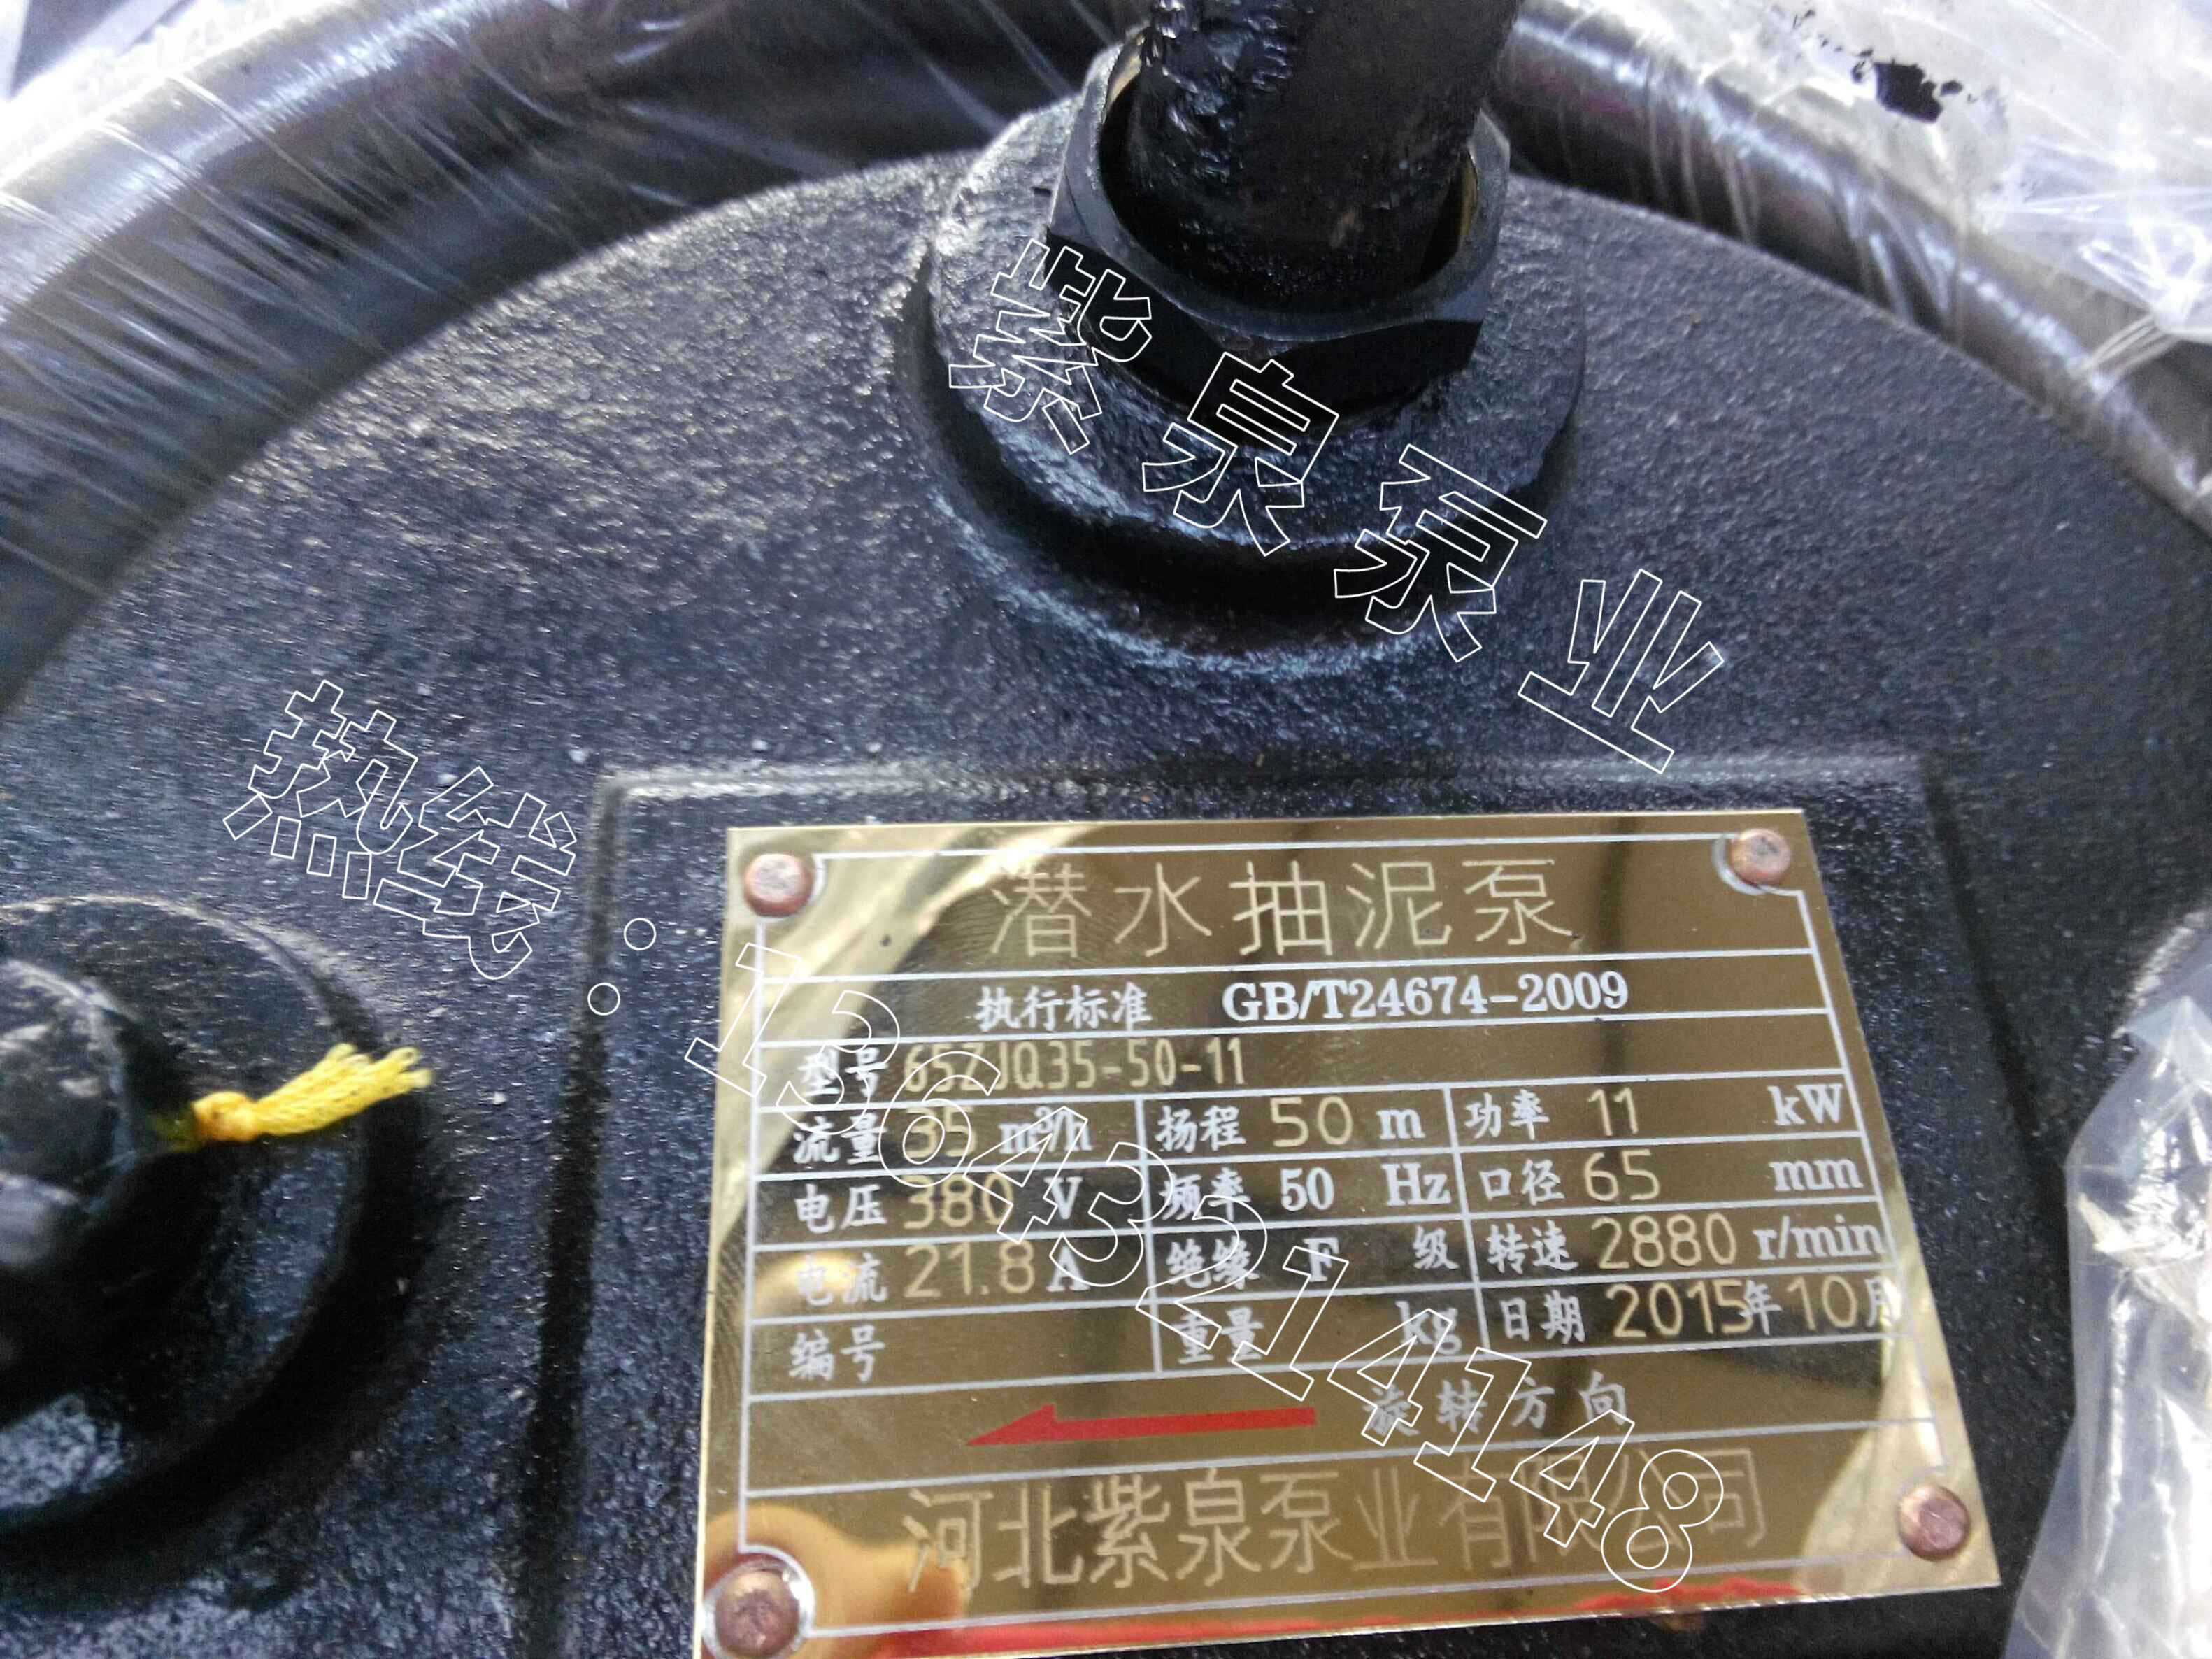 紫泉泵业
热线：13643214148
潜水抽泥泵
执行标准 GB/T24674-2009
型号 65ZJQ35-50-11
流量 35 m³/h 扬程 50 m 功率 11 kW
电压 380 V 频率 50 Hz 口径 65 mm
电流 21.8 A 绝缘 F 级 转速 2880 r/min
编号 重量 kg 日期 2015年10月
旋转方向
河北紫泉泵业有限公司